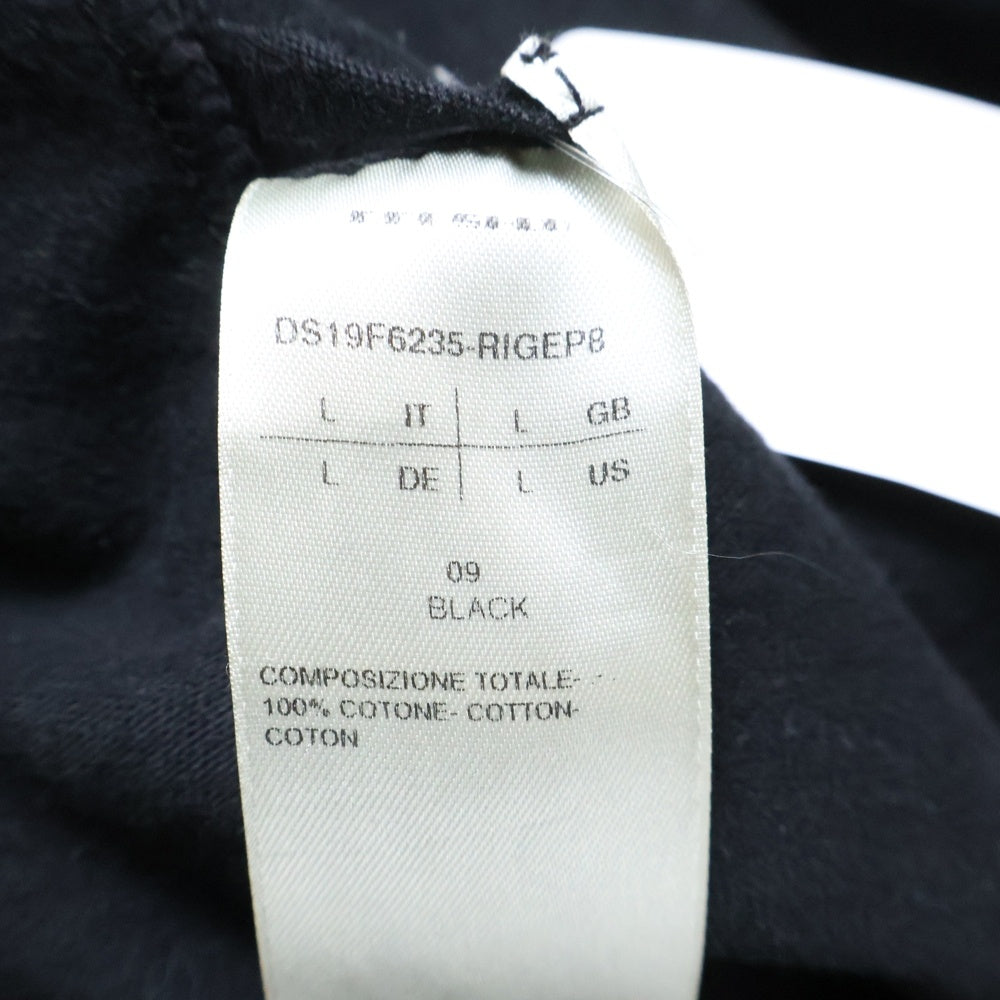 DS19F6235-RIGEP8
L IT L GB
L DE L US
09
BLACK
COMPOSIZIONE TOTALE-
100% COTONE- COTTON-
COTON